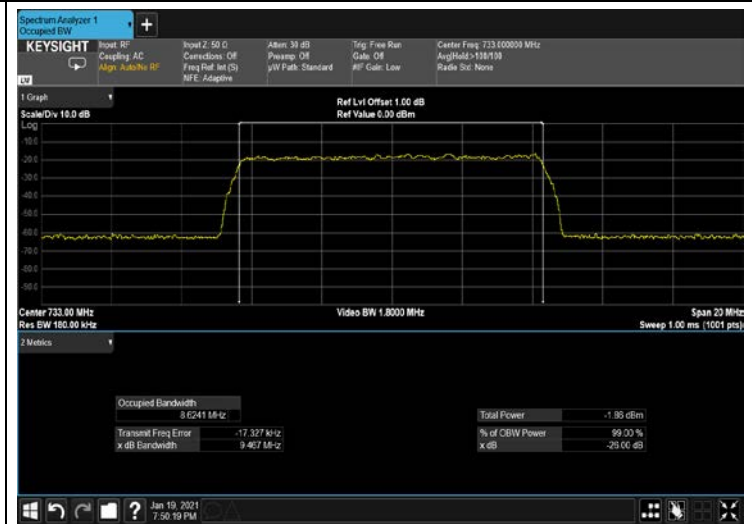 Spectrum Analyzer 1
Occupied BW
+
KEYSIGHT
Input: RF
Coupling: AC
Align: Auto/No RF
Input Z: 50 Ω
Corrections: Off
Freq Ref: Int (S)
NFE: Adaptive
Atten: 30 dB
Preamp: Off
µW Path: Standard
Trig: Free Run
Gate: Off
#IF Gain: Low
Center Freq: 733.000000 MHz
Avg|Hold:>100/100
Radio Std: None
1 Graph
Scale/Div 10.0 dB
Ref Lvl Offset 1.00 dB
Ref Value 0.00 dBm
Log
-10.0
-20.0
-30.0
-40.0
-50.0
-60.0
-70.0
-80.0
-90.0
Center 733.00 MHz
Res BW 180.00 kHz
Video BW 1.8000 MHz
Span 20 MHz
Sweep 1.00 ms (1001 pts)
2 Metrics
Occupied Bandwidth
8.6241 MHz
Transmit Freq Error -17.327 kHz
x dB Bandwidth 9.467 MHz
Total Power -1.86 dBm
% of OBW Power 99.00 %
x dB -26.00 dB
?
Jan 19, 2021
7:50:19 PM